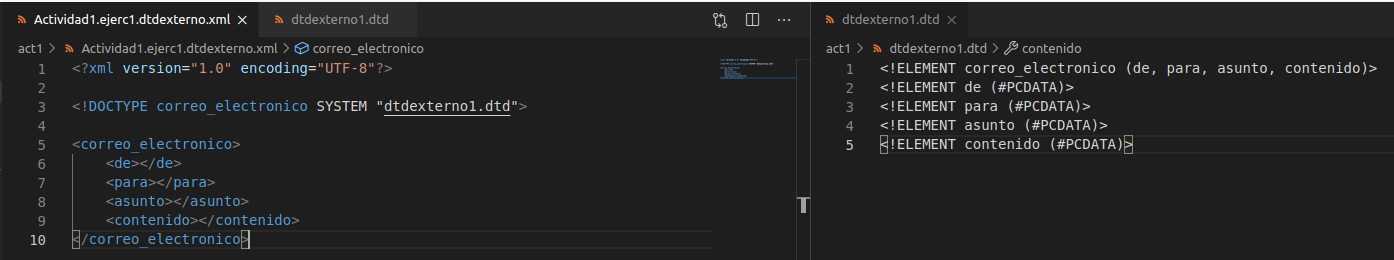 Actividad1.ejerc1.dtdexterno.xml × dtdexterno1.dtd
act1 > Actividad1.ejerc1.dtdexterno.xml > correo_electronico
1 <?xml version="1.0" encoding="UTF-8"?>
2
3 <!DOCTYPE correo_electronico SYSTEM "dtdexterno1.dtd">
4
5 <correo_electronico>
6     <de></de>
7     <para></para>
8     <asunto></asunto>
9     <contenido></contenido>
10 </correo_electronico>
dtdexterno1.dtd ×
act1 > dtdexterno1.dtd > contenido
1 <!ELEMENT correo_electronico (de, para, asunto, contenido)>
2 <!ELEMENT de (#PCDATA)>
3 <!ELEMENT para (#PCDATA)>
4 <!ELEMENT asunto (#PCDATA)>
5 <!ELEMENT contenido (#PCDATA)>